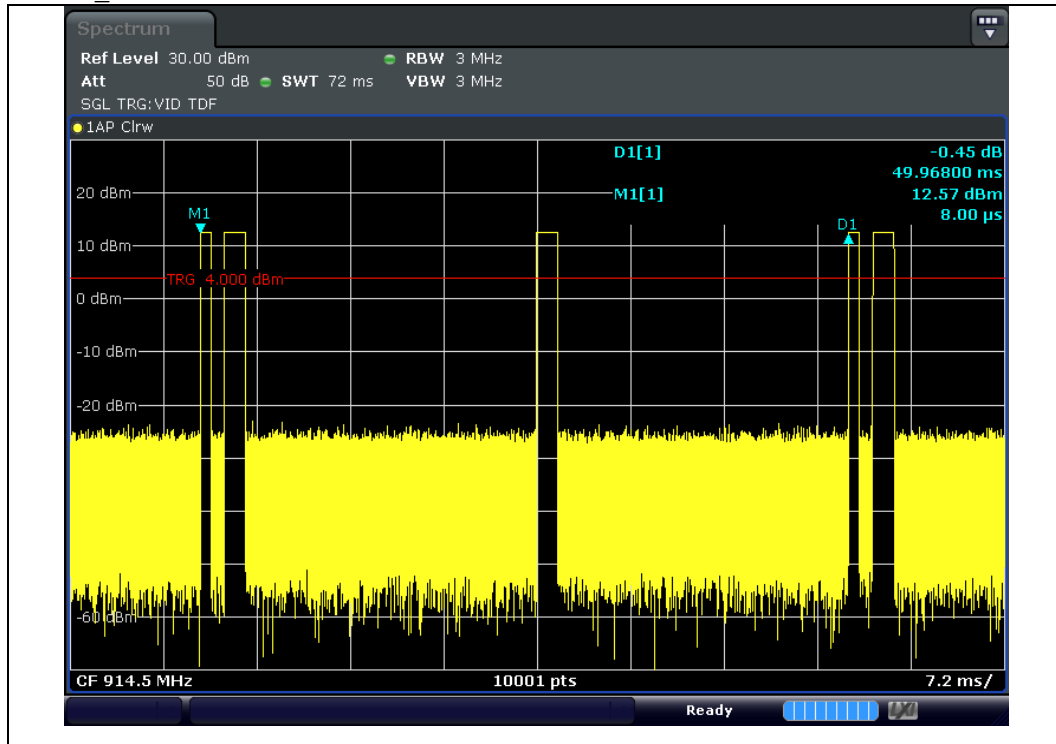 Spectrum
Ref Level 30.00 dBm RBW 3 MHz
Att 50 dB SWT 72 ms VBW 3 MHz
SGL TRG:VID TDF
1AP Clrw
D1[1] -0.45 dB
49.96800 ms
20 dBm M1[1] 12.57 dBm
M1 8.00 µs
D1
10 dBm
TRG 4.000 dBm
0 dBm
-10 dBm
-20 dBm
-60 dBm
CF 914.5 MHz 10001 pts 7.2 ms/
Ready LXI